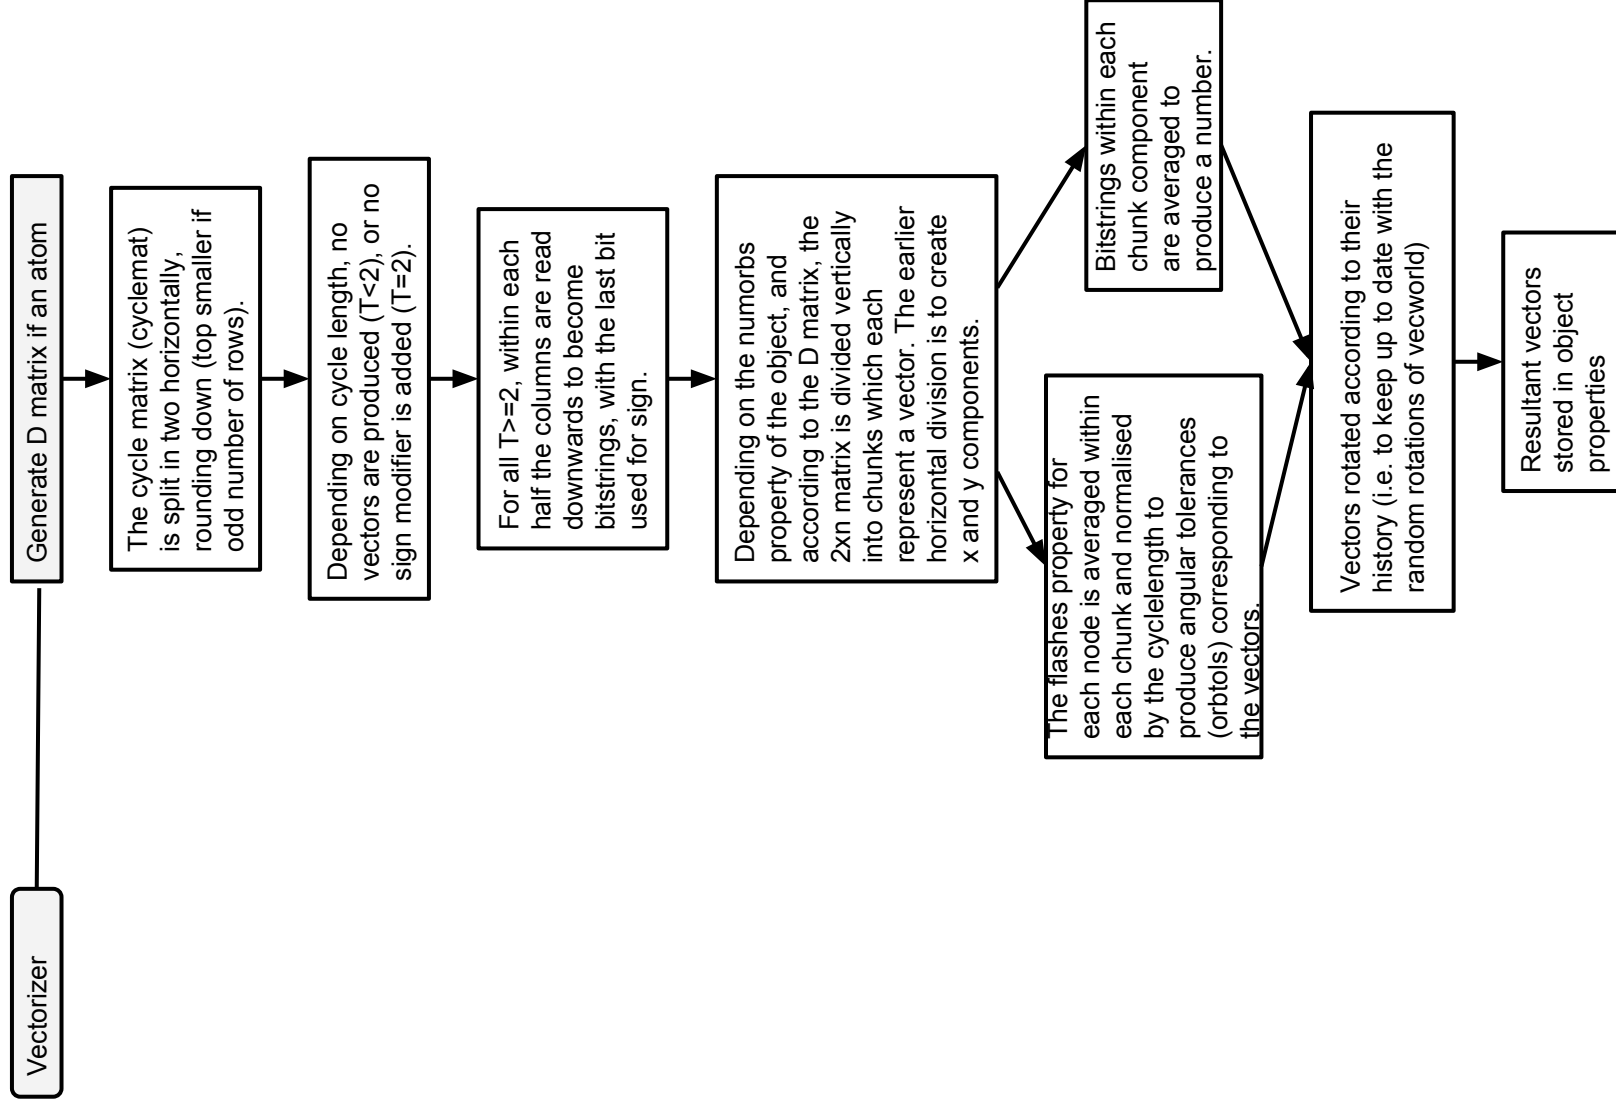 Vectorizer
Generate D matrix if an atom
The cycle matrix (cyclemat)
is split in two horizontally,
rounding down (top smaller if
odd number of rows).
Depending on cycle length, no
vectors are produced (T<2), or no
sign modifier is added (T=2).
For all T>=2, within each
half the columns are read
downwards to become
bitstrings, with the last bit
used for sign.
Depending on the numorbs
property of the object, and
according to the D matrix, the
2xn matrix is divided vertically
into chunks which each
represent a vector. The earlier
horizontal division is to create
x and y components.
The flashes property for
each node is averaged within
each chunk and normalised
by the cyclelength to
produce angular tolerances
(orbtols) corresponding to
the vectors.
Bitstrings within each
chunk component
are averaged to
produce a number.
Vectors rotated according to their
history (i.e. to keep up to date with the
random rotations of vecworld)
Resultant vectors
stored in object
properties